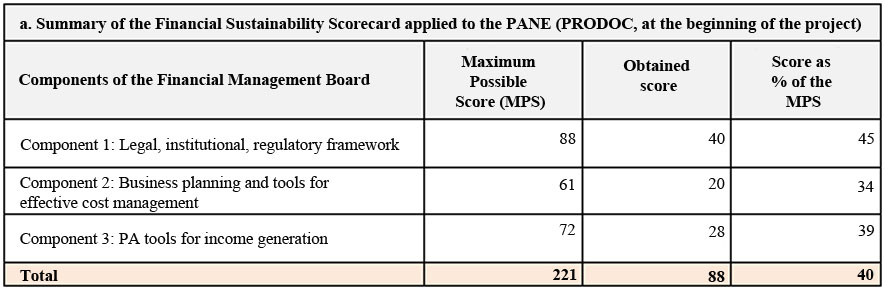 a. Summary of the Financial Sustainability Scorecard applied to the PANE (PRODOC, at the beginning of the project)
Components of the Financial Management Board
Maximum
Possible
Score (MPS)
Obtained
score
Score as
% of the
MPS
Component 1: Legal, institutional, regulatory framework 88 40 45
Component 2: Business planning and tools for
effective cost management 61 20 34
Component 3: PA tools for income generation 72 28 39
Total 221 88 40